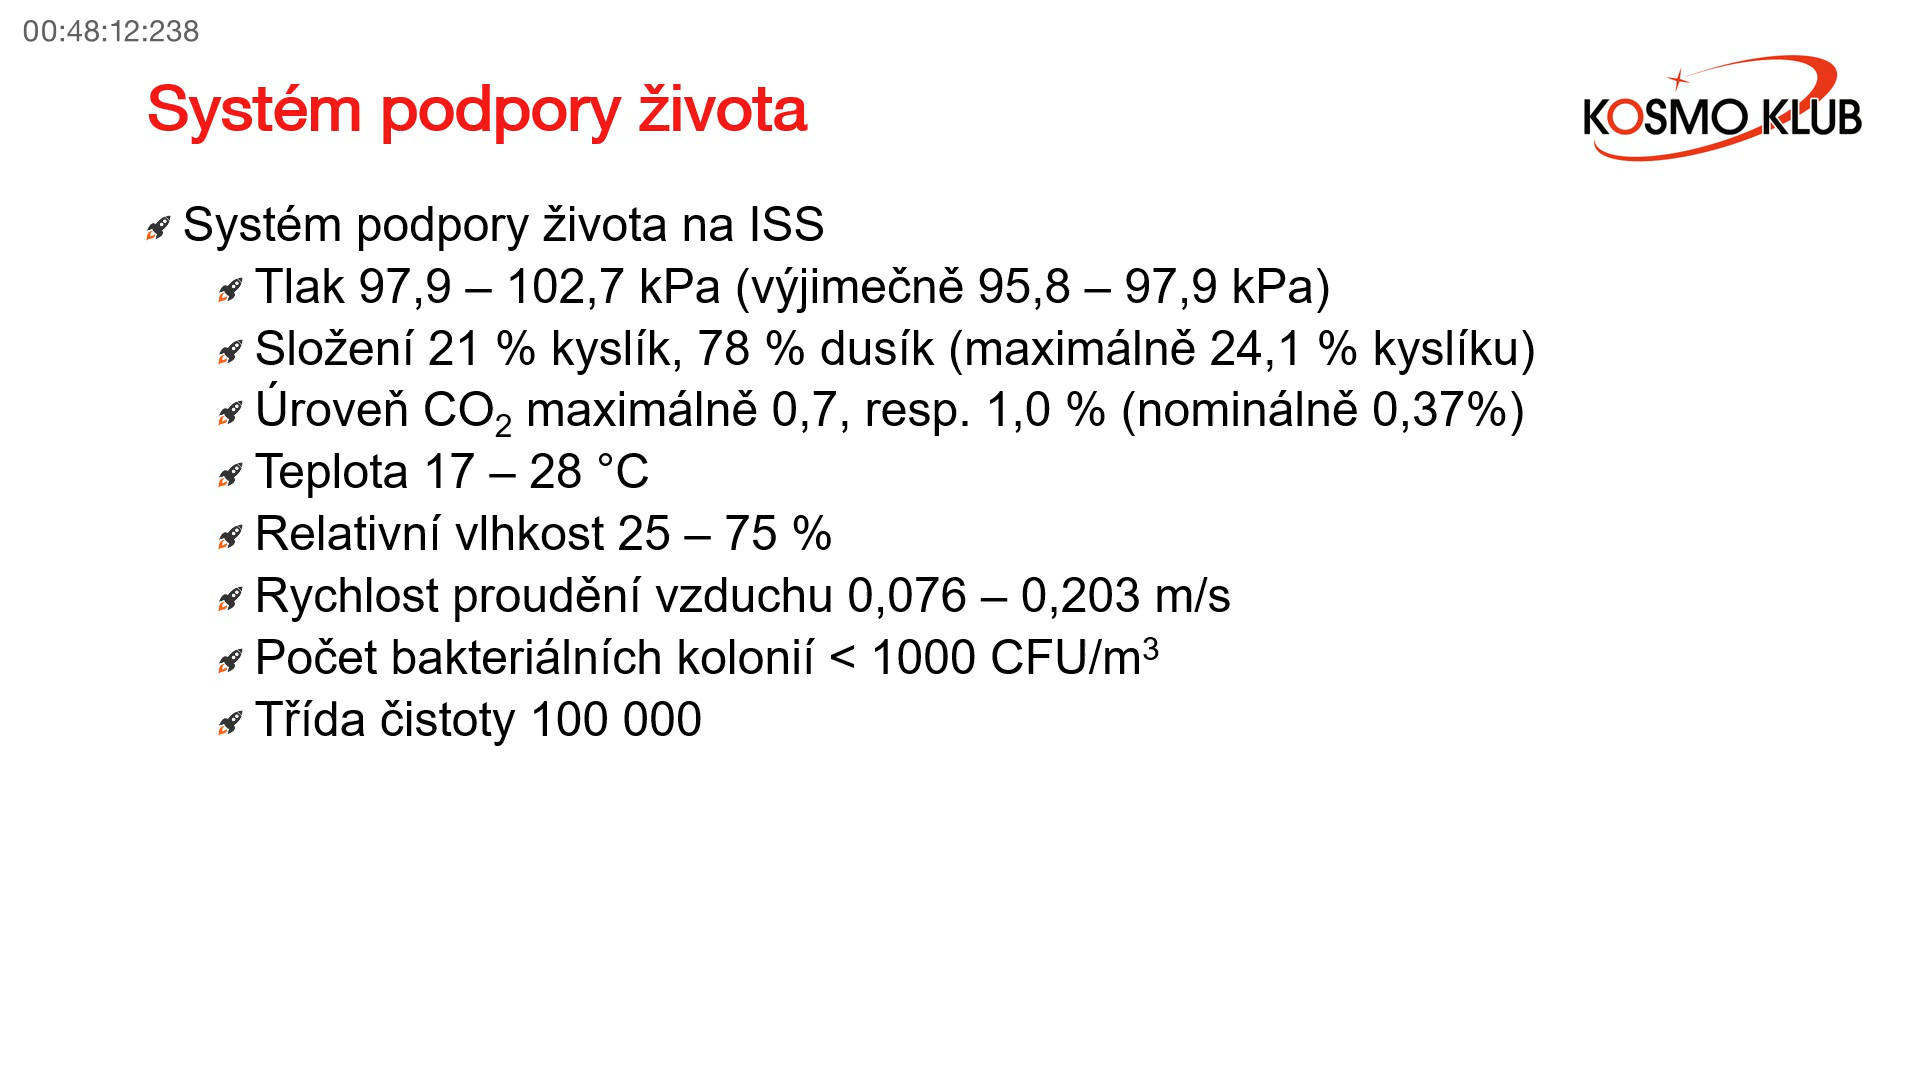 00:48:12:238
Systém podpory života
KOSMO KLUB
Systém podpory života na ISS
Tlak 97,9 – 102,7 kPa (výjimečně 95,8 – 97,9 kPa)
Složení 21 % kyslík, 78 % dusík (maximálně 24,1 % kyslíku)
Úroveň CO₂ maximálně 0,7, resp. 1,0 % (nominálně 0,37%)
Teplota 17 – 28 °C
Relativní vlhkost 25 – 75 %
Rychlost proudění vzduchu 0,076 – 0,203 m/s
Počet bakteriálních kolonií < 1000 CFU/m³
Třída čistoty 100 000